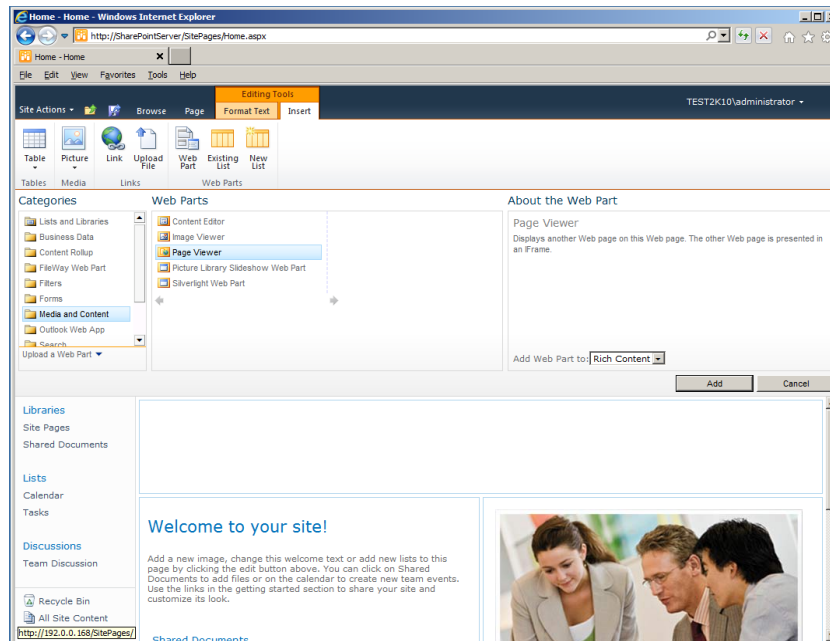 Home - Home - Windows Internet Explorer
http://SharePointServer/SitePages/Home.aspx
Home - Home
File Edit View Favorites Tools Help
Editing Tools
Site Actions Browse Page Format Text Insert
TEST2K10\administrator
Table Picture Link Upload File Web Part Existing List New List
Tables Media Links Web Parts
Categories Web Parts About the Web Part
Lists and Libraries
Business Data
Content Rollup
FileWay Web Part
Filters
Forms
Media and Content
Outlook Web App
Search
Upload a Web Part
Content Editor
Image Viewer
Page Viewer
Picture Library Slideshow Web Part
Silverlight Web Part
Page Viewer
Displays another Web page on this Web page. The other Web page is presented in
an IFrame.
Add Web Part to: Rich Content
Add Cancel
Libraries
Site Pages
Shared Documents
Lists
Calendar
Tasks
Discussions
Team Discussion
Recycle Bin
All Site Content
http://192.0.0.168/SitePages/
Welcome to your site!
Add a new image, change this welcome text or add new lists to this
page by clicking the edit button above. You can click on Shared
Documents to add files or on the calendar to create new team events.
Use the links in the getting started section to share your site and
customize its look.
Shared Documents